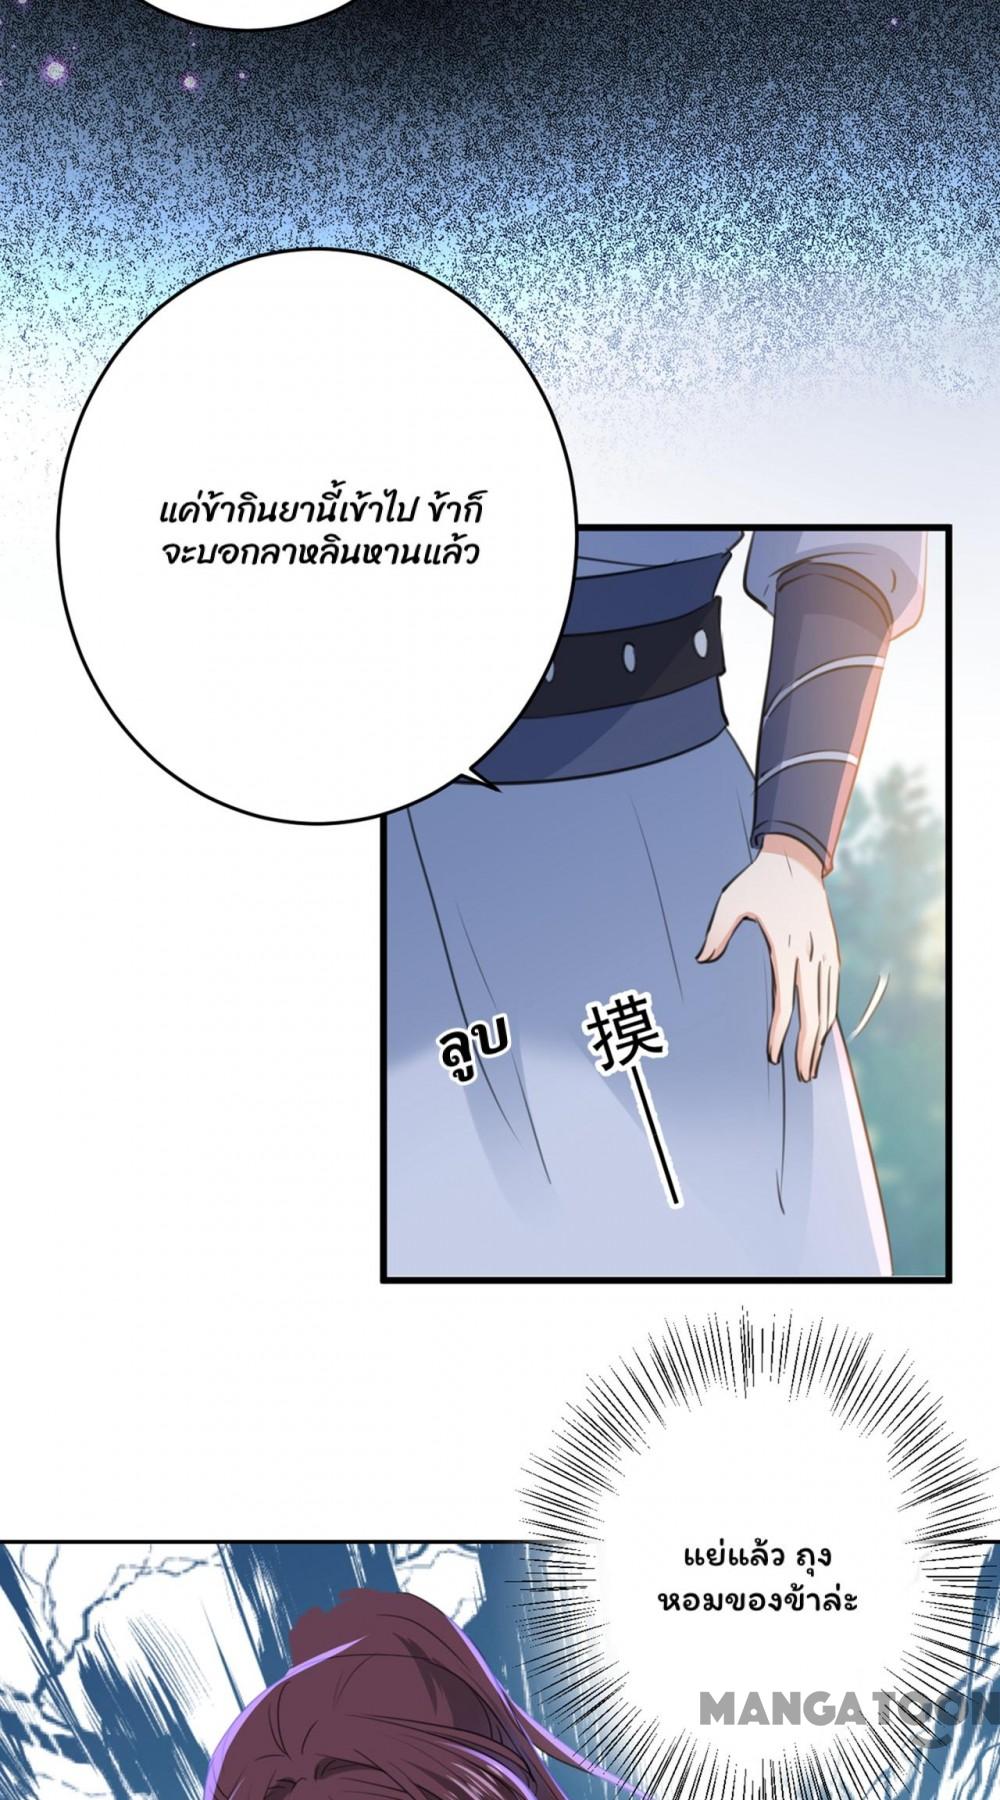 แค่ข้ากินยานี้เข้าไป ข้าก็
จะบอกลาหลินหานแล้ว
ลูบ
摸
แย่แล้ว ถุง
หอมของข้าล่ะ
MANGATOON